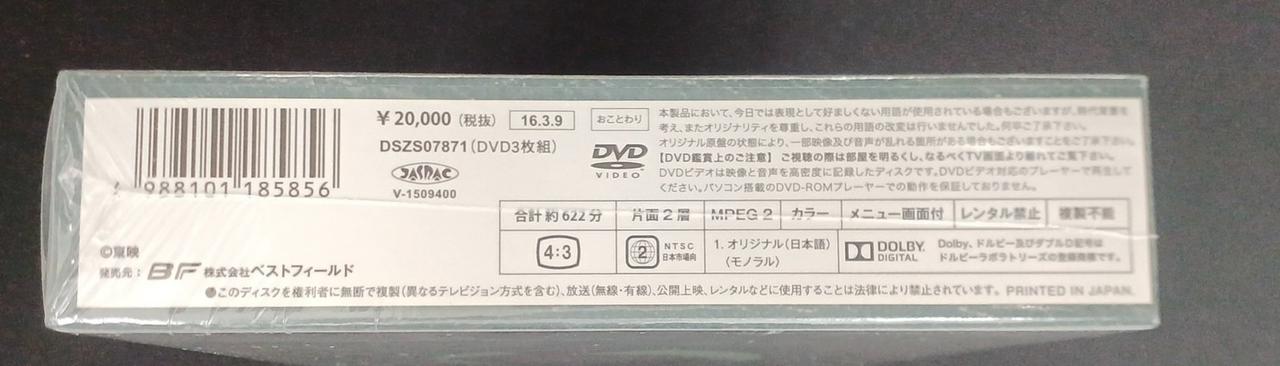 ¥20,000（税抜） 16.3.9 おことわり
DSZS07871（DVD3枚組）
JASRAC
V-1509400
988101 185856
DVD
VIDEO
本製品において、今日では表現として好ましくない用語が使用されている場合もございますが、時代背景を
考え、またオリジナリティを尊重し、これらの用語の改変は行いませんでした。何卒ご了承下さい。
オリジナル原盤の状態により、一部映像及び音声が乱れる箇所がある場合もございますことをご了承下さい。
【DVD鑑賞上のご注意】 ご視聴の際は部屋を明るくし、なるべくTV画面より離れてご覧下さい。
DVDビデオは映像と音声を高密度に記録したディスクです。DVDビデオ対応のプレーヤーで再生して
ください。パソコン搭載のDVD-ROMプレーヤーでの動作を保証しておりません。
合計 約622分 片面2層 MPEG 2 カラー メニュー画面付 レンタル禁止 複製不能
4:3
2 NTSC
日本市場向
1. オリジナル（日本語）
（モノラル）
DOLBY
DIGITAL
Dolby、ドルビー及びダブルD記号は
ドルビーラボラトリーズの登録商標です。
©東映
発売元： BF 株式会社ベストフィールド
●このディスクを権利者に無断で複製（異なるテレビジョン方式を含む）、放送（無線・有線）、公開上映、レンタルなどに使用することは法律により禁止されています。 PRINTED IN JAPAN.